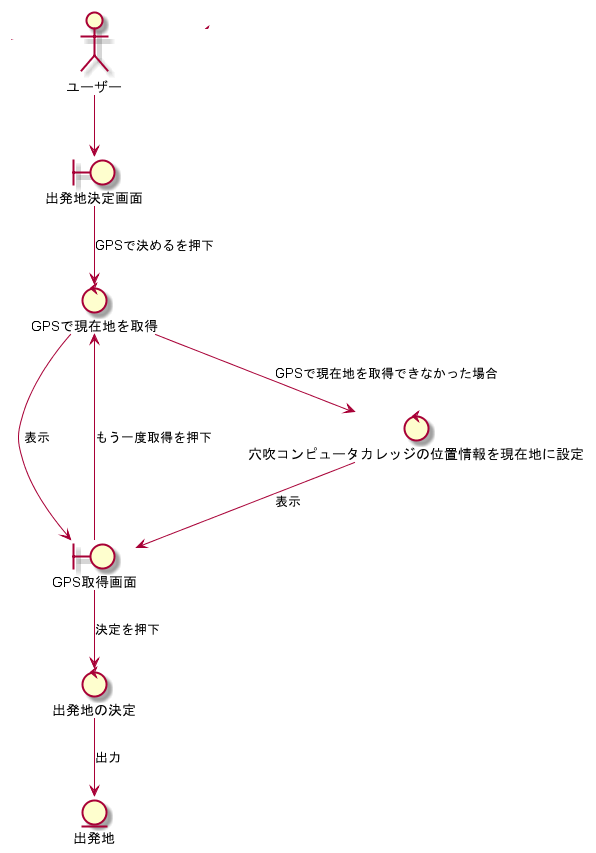 ユーザー
出発地決定画面
GPSで決めるを押下
GPSで現在地を取得
GPSで現在地を取得できなかった場合
表示
もう一度取得を押下
穴吹コンピュータカレッジの位置情報を現在地に設定
表示
GPS取得画面
決定を押下
出発地の決定
出力
出発地